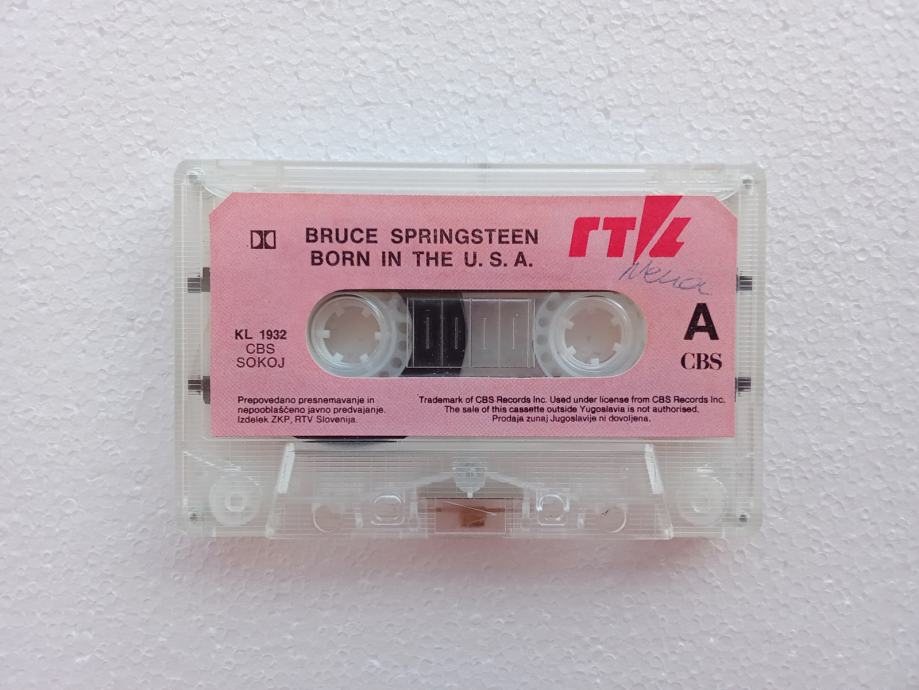 BRUCE SPRINGSTEEN
BORN IN THE U. S. A.
RTVL
KL 1932
CBS
SOKOJ
A
CBS
Prepovedano presnemavanje in
nepooblaščeno javno predvajanje.
Izdelek ZKP, RTV Slovenija.
Trademark of CBS Records Inc. Used under license from CBS Records Inc.
The sale of this cassette outside Yugoslavia is not authorised.
Prodaja zunaj Jugoslavije ni dovoljena.